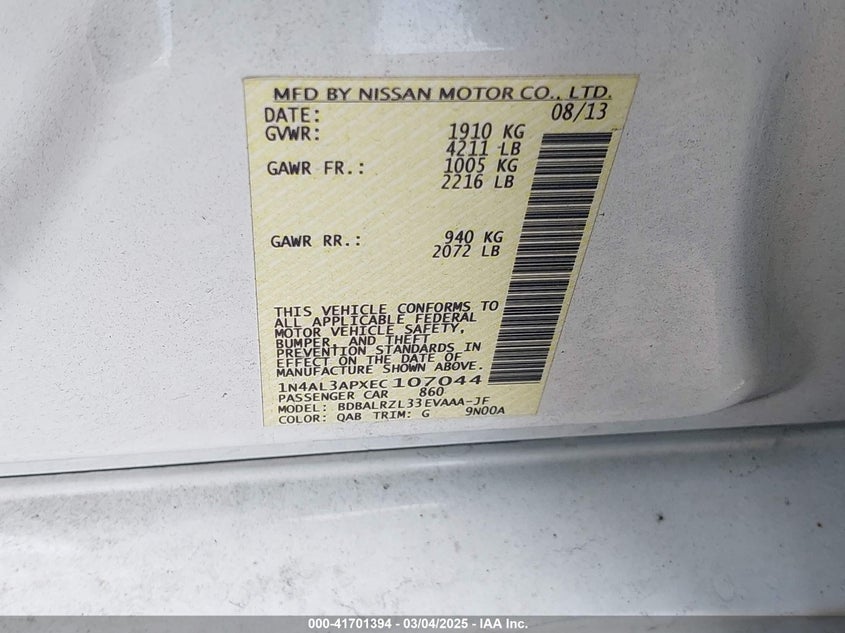 MFD BY NISSAN MOTOR CO., LTD.
DATE: 08/13
GVWR: 1910 KG
4211 LB
GAWR FR.: 1005 KG
2216 LB
GAWR RR.: 940 KG
2072 LB
THIS VEHICLE CONFORMS TO
ALL APPLICABLE FEDERAL
MOTOR VEHICLE SAFETY,
BUMPER, AND THEFT
PREVENTION STANDARDS IN
EFFECT ON THE DATE OF
MANUFACTURE SHOWN ABOVE.
1N4AL3APXEC107044
PASSENGER CAR 860
MODEL: BDBALRZL33EVAAA-JF
COLOR: QAB TRIM: G 9N00A
000-41701394 - 03/04/2025 - IAA Inc.